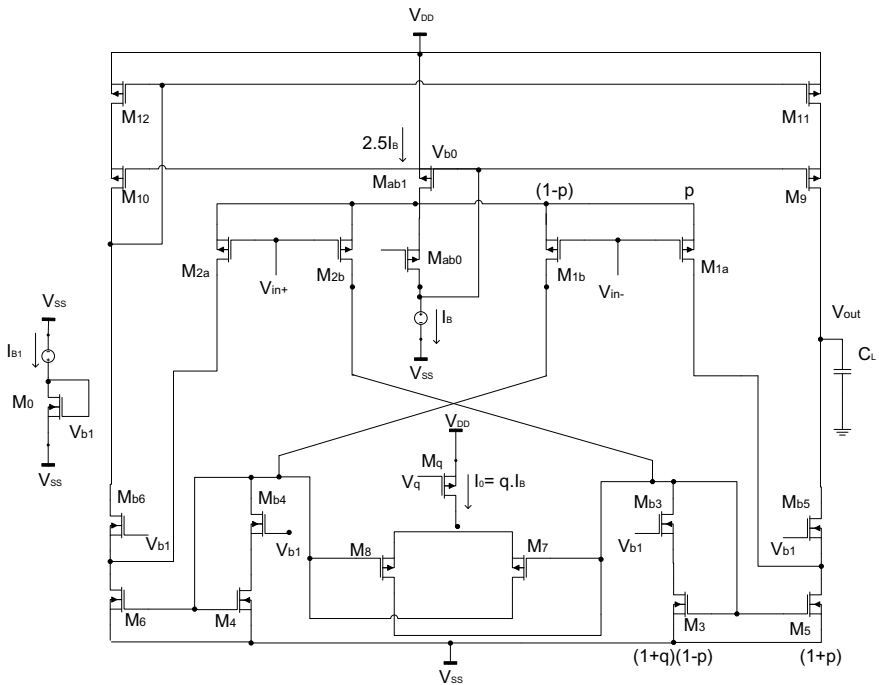 VDD
M12
M11
2.5IB
Vb0
M10
Mab1
(1-p)
p
M9
M2a
M2b
Mab0
M1b
M1a
Vin+
Vin-
VSS
IB
Vout
IB1
VSS
CL
M0
Vb1
VDD
Mq
VSS
Vq
I0= q.IB
Mb6
Mb4
Mb3
Mb5
Vb1
Vb1
M8
M7
Vb1
Vb1
M6
M4
M3
M5
VSS
(1+q)(1-p)
(1+p)